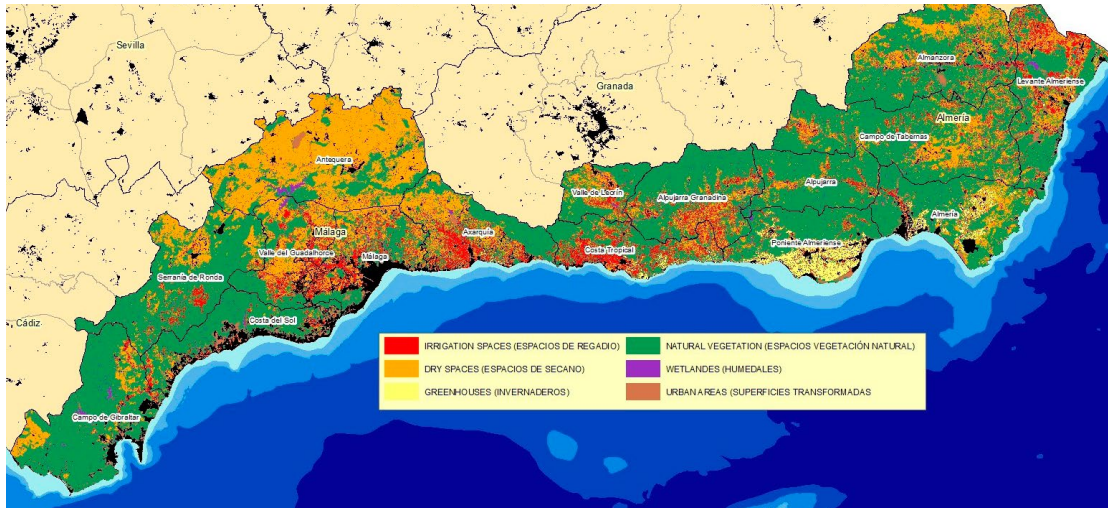 Sevilla
Almanzora
Levante Almeriense
Granada
Almería
Campo de Tabernas
Antequera
Valle de Lecrín
Alpujarra
Alpujarra Granadina
Almería
Málaga
Axarquía
Costa Tropical
Poniente Almeriense
Valle del Guadalhorce
Málaga
Serranía de Ronda
Costa del Sol
Cádiz
Campo de Gibraltar
IRRIGATION SPACES (ESPACIOS DE REGADIO)
NATURAL VEGETATION (ESPACIOS VEGETACIÓN NATURAL)
DRY SPACES (ESPACIOS DE SECANO)
WETLANDES (HUMEDALES)
GREENHOUSES (INVERNADEROS)
URBAN AREAS (SUPERFICIES TRANSFORMADAS